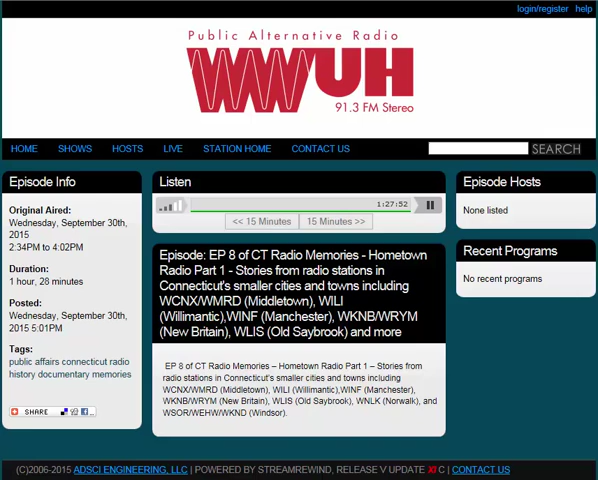 login/register help
Public Alternative Radio
WWUH
91.3 FM Stereo
HOME SHOWS HOSTS LIVE STATION HOME CONTACT US SEARCH
Episode Info
Original Aired:
Wednesday, September 30th,
2015
2:34PM to 4:02PM
Duration:
1 hour, 28 minutes
Posted:
Wednesday, September 30th,
2015 5:01PM
Tags:
public affairs connecticut radio
history documentary memories
SHARE
Listen
1:27:52
<< 15 Minutes 15 Minutes >>
Episode: EP 8 of CT Radio Memories - Hometown
Radio Part 1 - Stories from radio stations in
Connecticut's smaller cities and towns including
WCNX/WMRD (Middletown), WILI
(Willimantic),WINF (Manchester), WKNB/WRYM
(New Britain), WLIS (Old Saybrook) and more
EP 8 of CT Radio Memories – Hometown Radio Part 1 – Stories from
radio stations in Connecticut's smaller cities and towns including
WCNX/WMRD (Middletown), WILI (Willimantic),WINF (Manchester),
WKNB/WRYM (New Britain), WLIS (Old Saybrook), WNLK (Norwalk), and
WSOR/WEHW/WKND (Windsor).
Episode Hosts
None listed
Recent Programs
No recent programs
(C)2006-2015 ADSCI ENGINEERING, LLC | POWERED BY STREAMREWIND, RELEASE V UPDATE XI C | CONTACT US